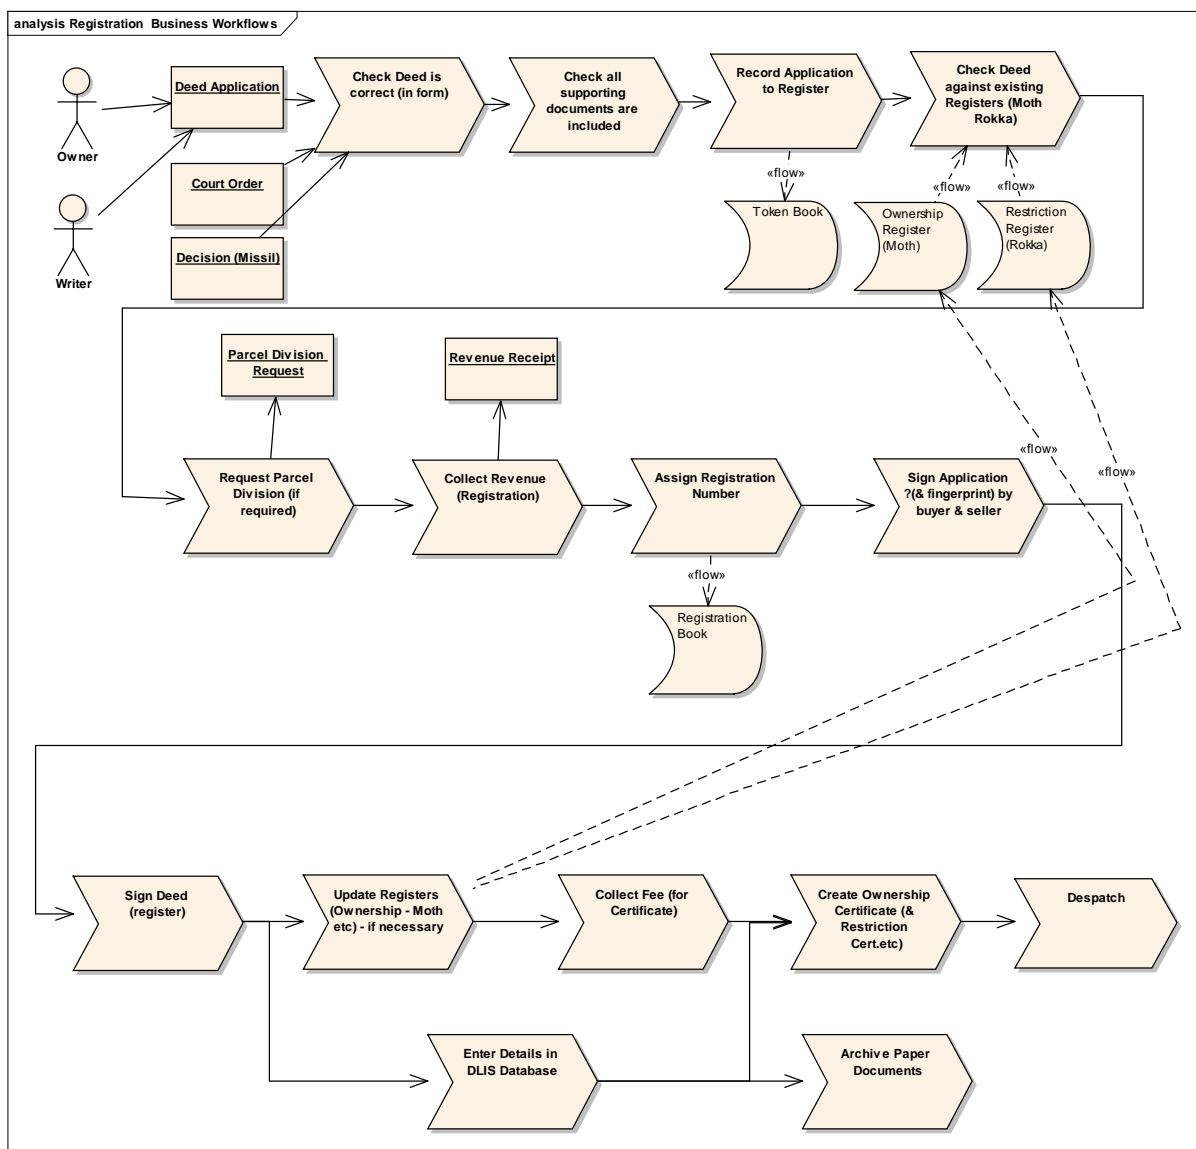 analysis Registration Business Workflows
Owner
Writer
Deed Application
Court Order
Decision (Missil)
Check Deed is
correct (in form)
Check all
supporting
documents are
included
Record Application
to Register
Check Deed
against existing
Registers (Moth
Rokka)
«flow»
«flow»
«flow»
Token Book
Ownership
Register
(Moth)
Restriction
Register
(Rokka)
Parcel Division
Request
Revenue Receipt
Request Parcel
Division (if
required)
Collect Revenue
(Registration)
Assign Registration
Number
Sign Application
?(& fingerprint) by
buyer & seller
«flow»
«flow»
«flow»
Registration
Book
Sign Deed
(register)
Update Registers
(Ownership - Moth
etc) - if necessary
Collect Fee (for
Certificate)
Create Ownership
Certificate (&
Restriction
Cert.etc)
Despatch
Enter Details in
DLIS Database
Archive Paper
Documents